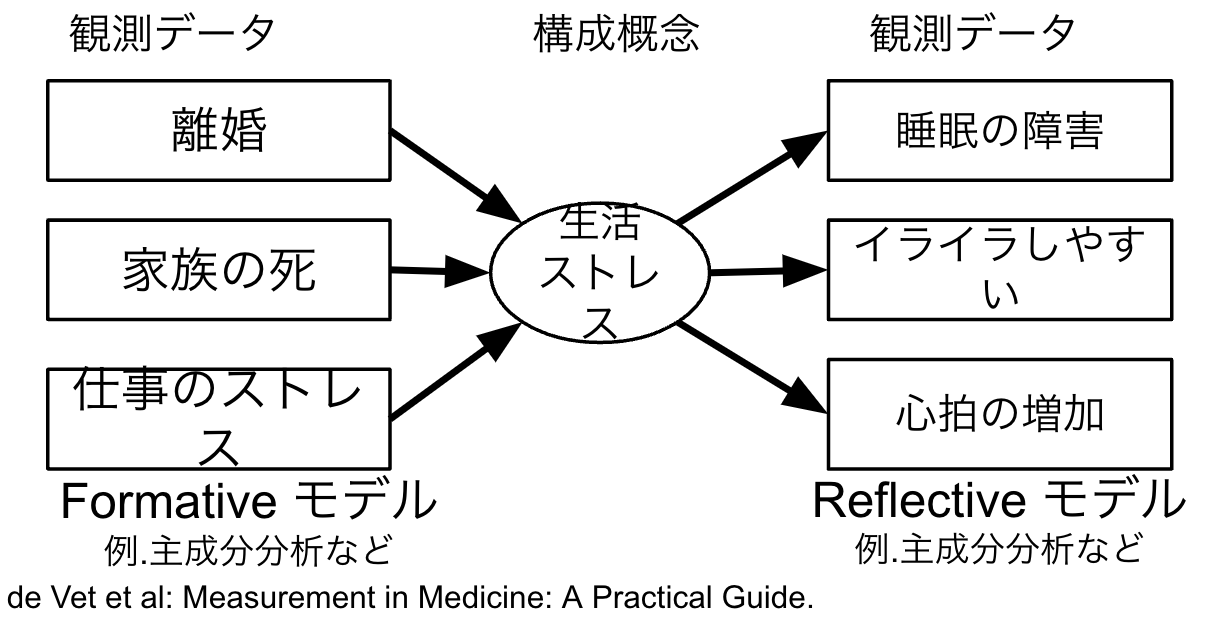 観測データ
構成概念
観測データ
離婚
家族の死
仕事のストレ
ス
生活
ストレ
ス
睡眠の障害
イライラしやす
い
心拍の増加
Formative モデル
例.主成分分析など
Reflective モデル
例.主成分分析など
de Vet et al: Measurement in Medicine: A Practical Guide.